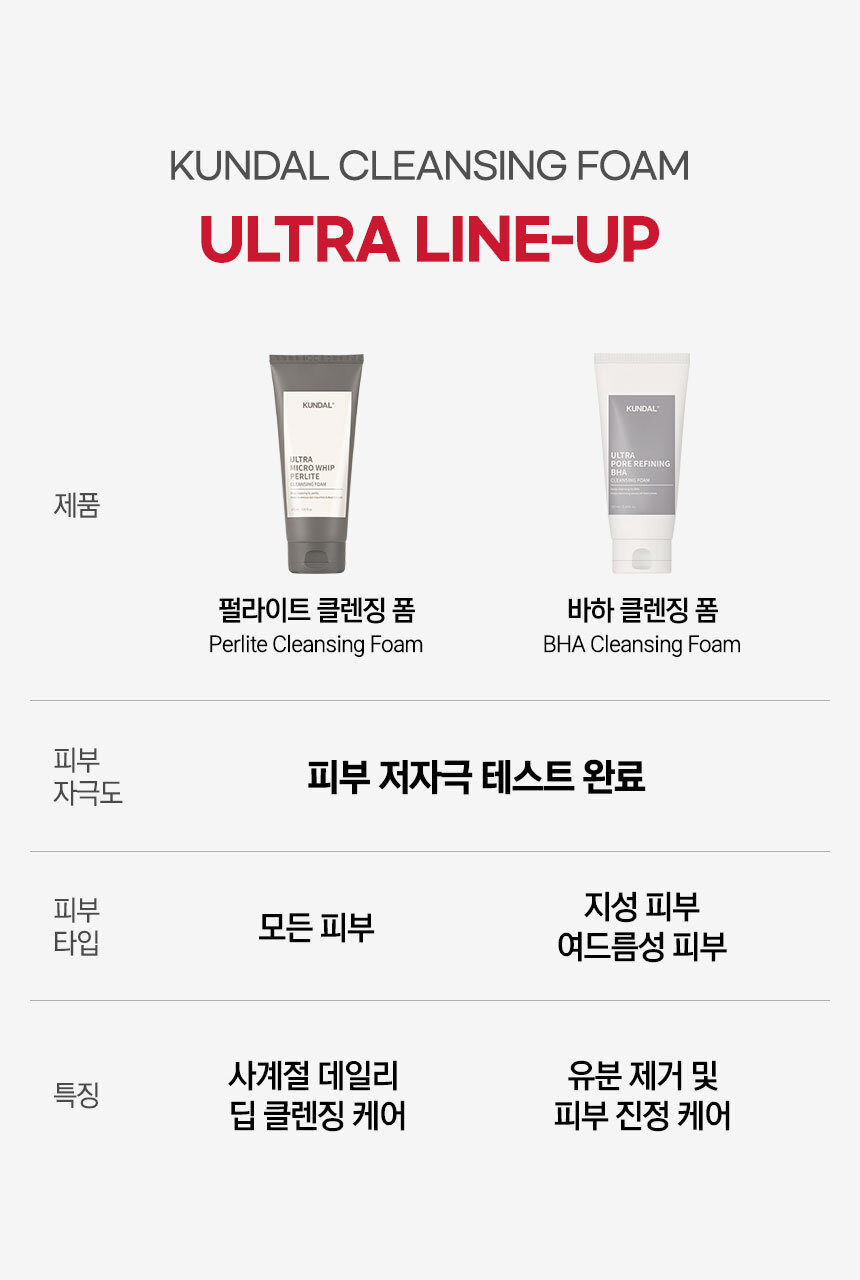 KUNDAL CLEANSING FOAM
ULTRA LINE-UP
제품
KUNDAL
ULTRA
MICRO WHIP
PERLITE
CLEANSING FOAM
펄라이트 클렌징 폼
Perlite Cleansing Foam
KUNDAL
ULTRA
PORE REFINING
BHA
CLEANSING FOAM
바하 클렌징 폼
BHA Cleansing Foam
피부
자극도
피부 저자극 테스트 완료
피부
타입
모든 피부
지성 피부
여드름성 피부
특징
사계절 데일리
딥 클렌징 케어
유분 제거 및
피부 진정 케어